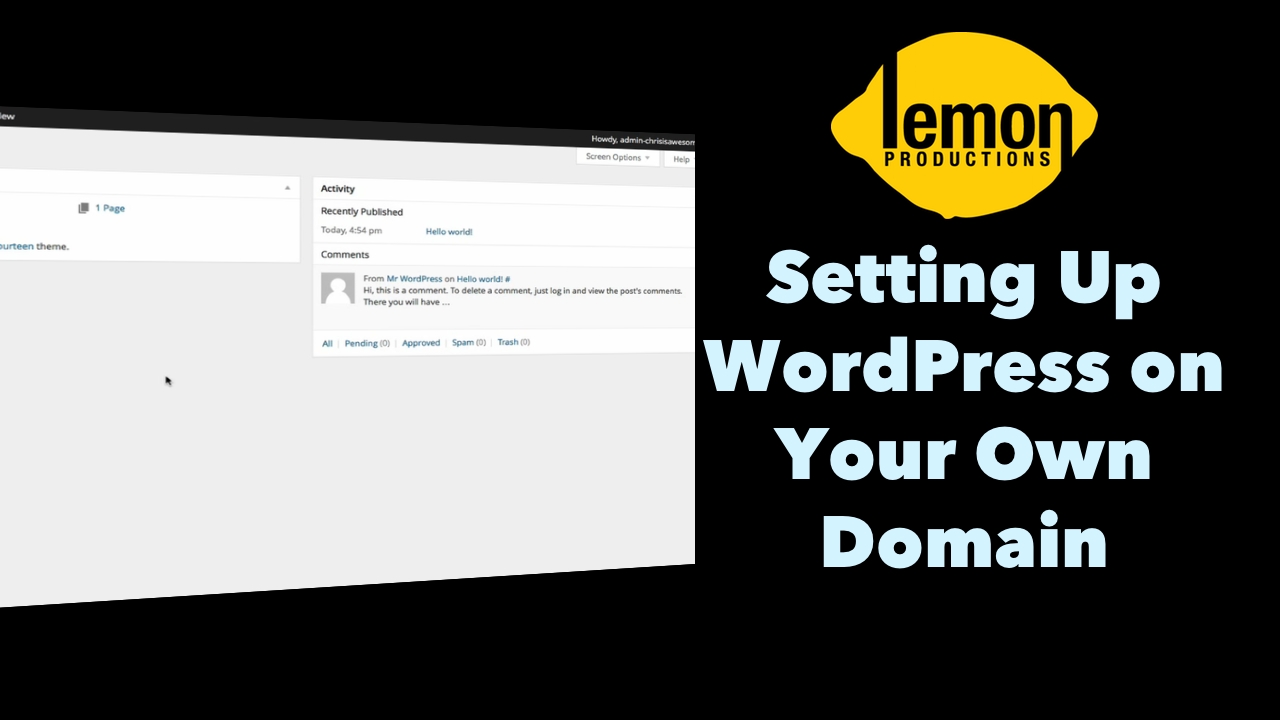 Howdy, admin-chrisisawesom
Screen Options
Help
1 Page
theme.
Activity
Recently Published
Today, 4:54 pm Hello world!
Comments
From Mr WordPress on Hello world! #
Hi, this is a comment. To delete a comment, just log in and view the post's comments.
There you will have ...
All | Pending (0) | Approved | Spam (0) | Trash (0)
lemon
PRODUCTIONS
Setting Up
WordPress on
Your Own
Domain